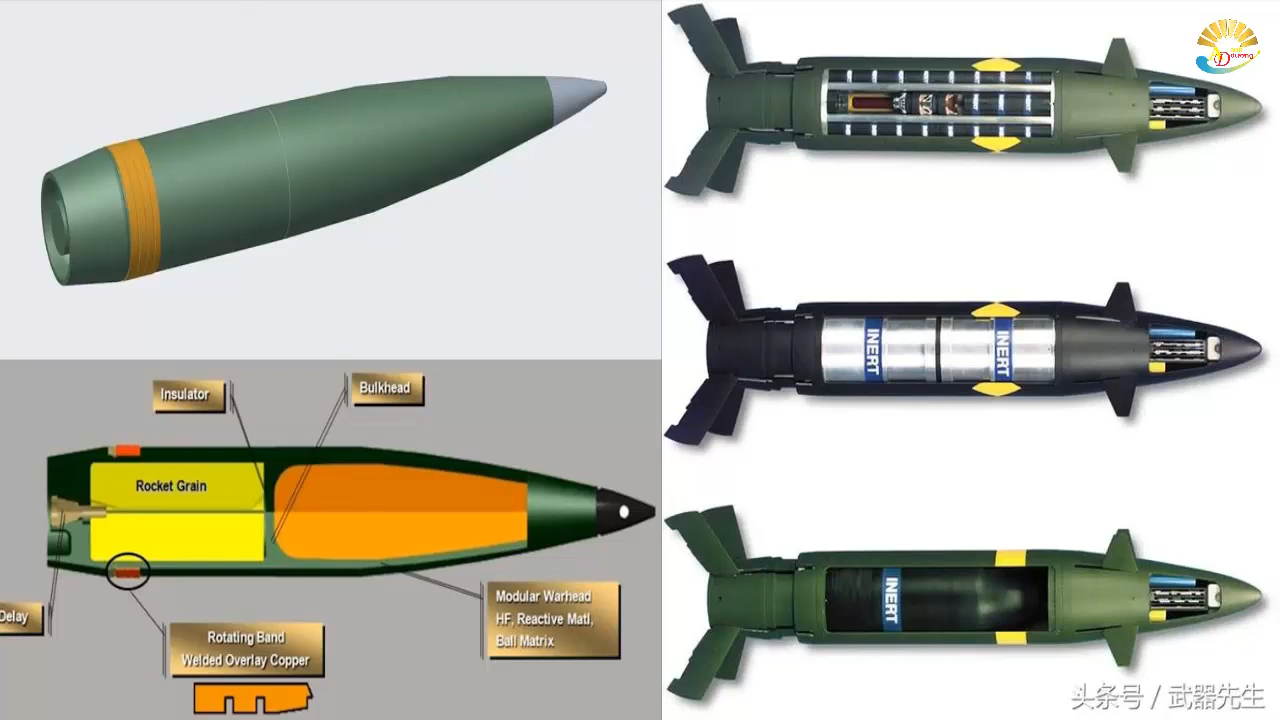 Insulator
Bulkhead
Rocket Grain
Delay
Rotating Band
Welded Overlay Copper
Modular Warhead
HF, Reactive Matl,
Ball Matrix
INERT
INERT
INERT
头条号 / 武器先生